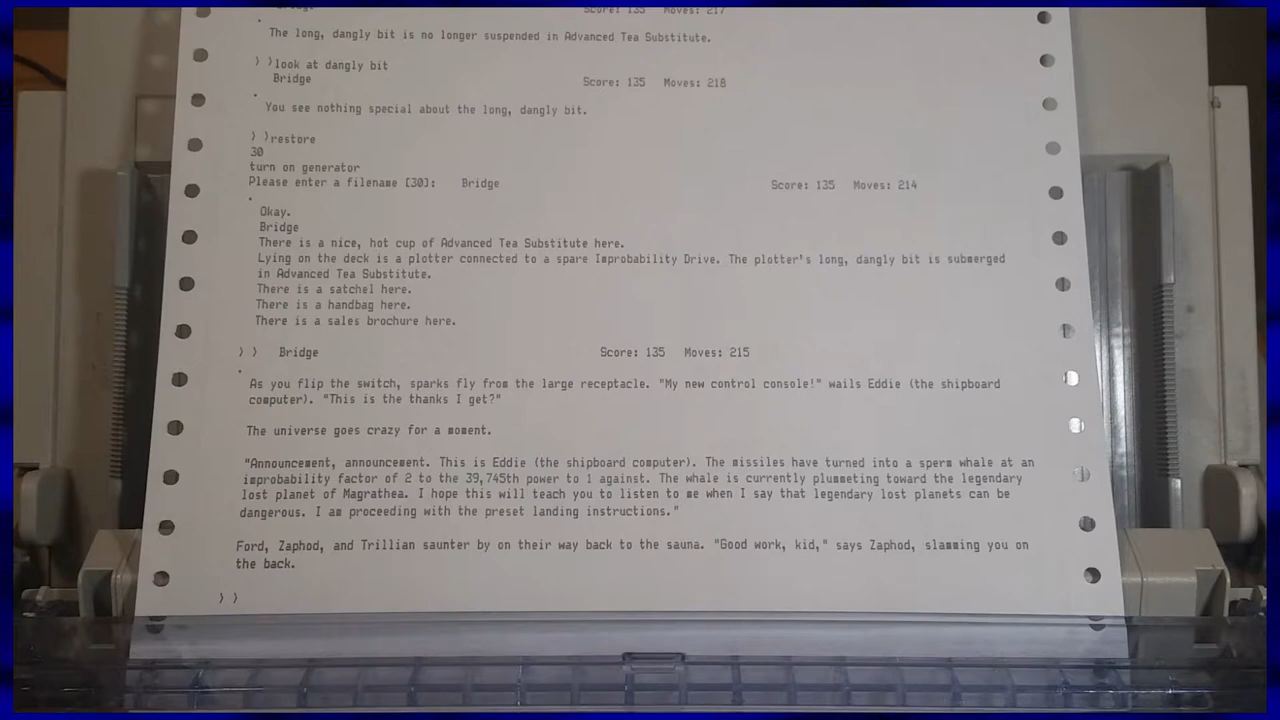 Bridge Score: 135 Moves: 217
.
The long, dangly bit is no longer suspended in Advanced Tea Substitute.
> >look at dangly bit
Bridge Score: 135 Moves: 218
.
You see nothing special about the long, dangly bit.
> >restore
30
turn on generator
Please enter a filename [30]: Bridge Score: 135 Moves: 214
.
Okay.
Bridge
There is a nice, hot cup of Advanced Tea Substitute here.
Lying on the deck is a plotter connected to a spare Improbability Drive. The plotter's long, dangly bit is submerged
in Advanced Tea Substitute.
There is a satchel here.
There is a handbag here.
There is a sales brochure here.
> > Bridge Score: 135 Moves: 215
.
As you flip the switch, sparks fly from the large receptacle. "My new control console!" wails Eddie (the shipboard
computer). "This is the thanks I get?"
The universe goes crazy for a moment.
"Announcement, announcement. This is Eddie (the shipboard computer). The missiles have turned into a sperm whale at an
improbability factor of 2 to the 39,745th power to 1 against. The whale is currently plummeting toward the legendary
lost planet of Magrathea. I hope this will teach you to listen to me when I say that legendary lost planets can be
dangerous. I am proceeding with the preset landing instructions."
Ford, Zaphod, and Trillian saunter by on their way back to the sauna. "Good work, kid," says Zaphod, slamming you on
the back.
> >